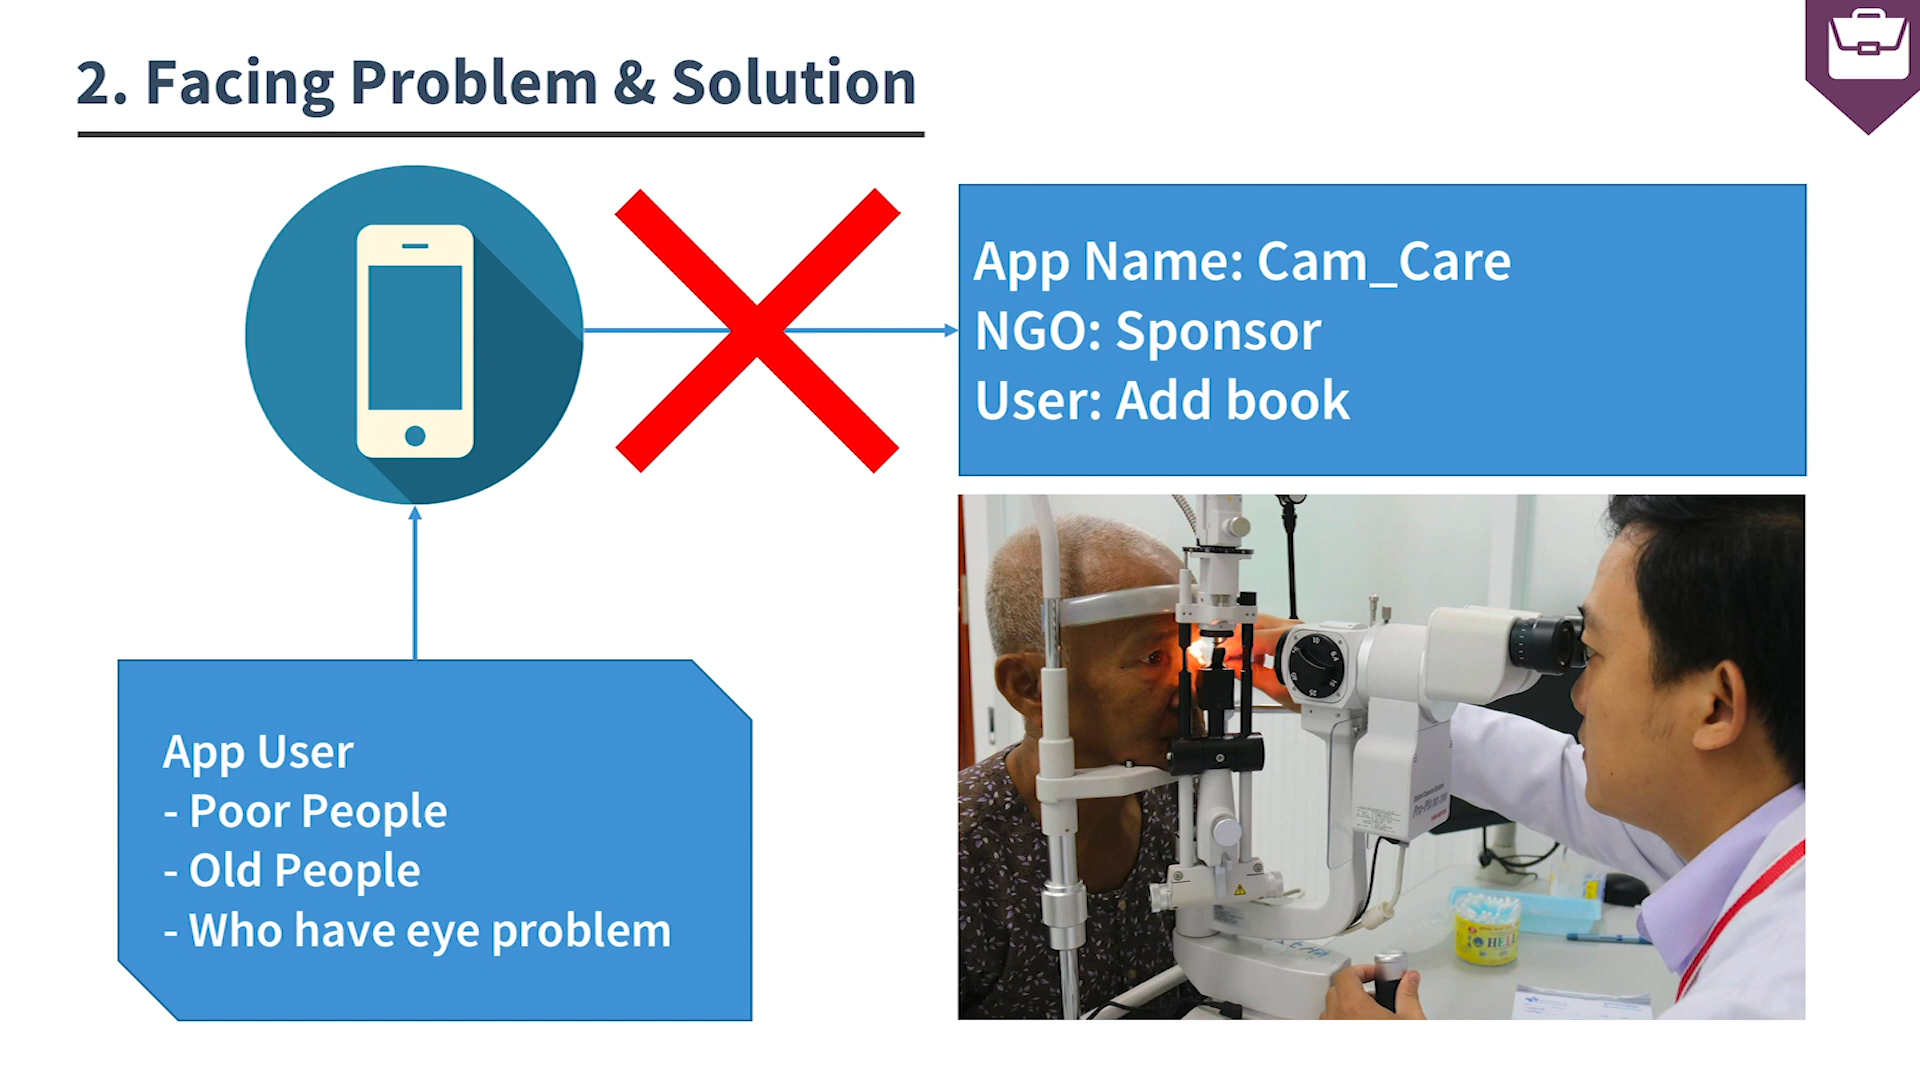 2. Facing Problem & Solution
App Name: Cam_Care
NGO: Sponsor
User: Add book
App User
- Poor People
- Old People
- Who have eye problem